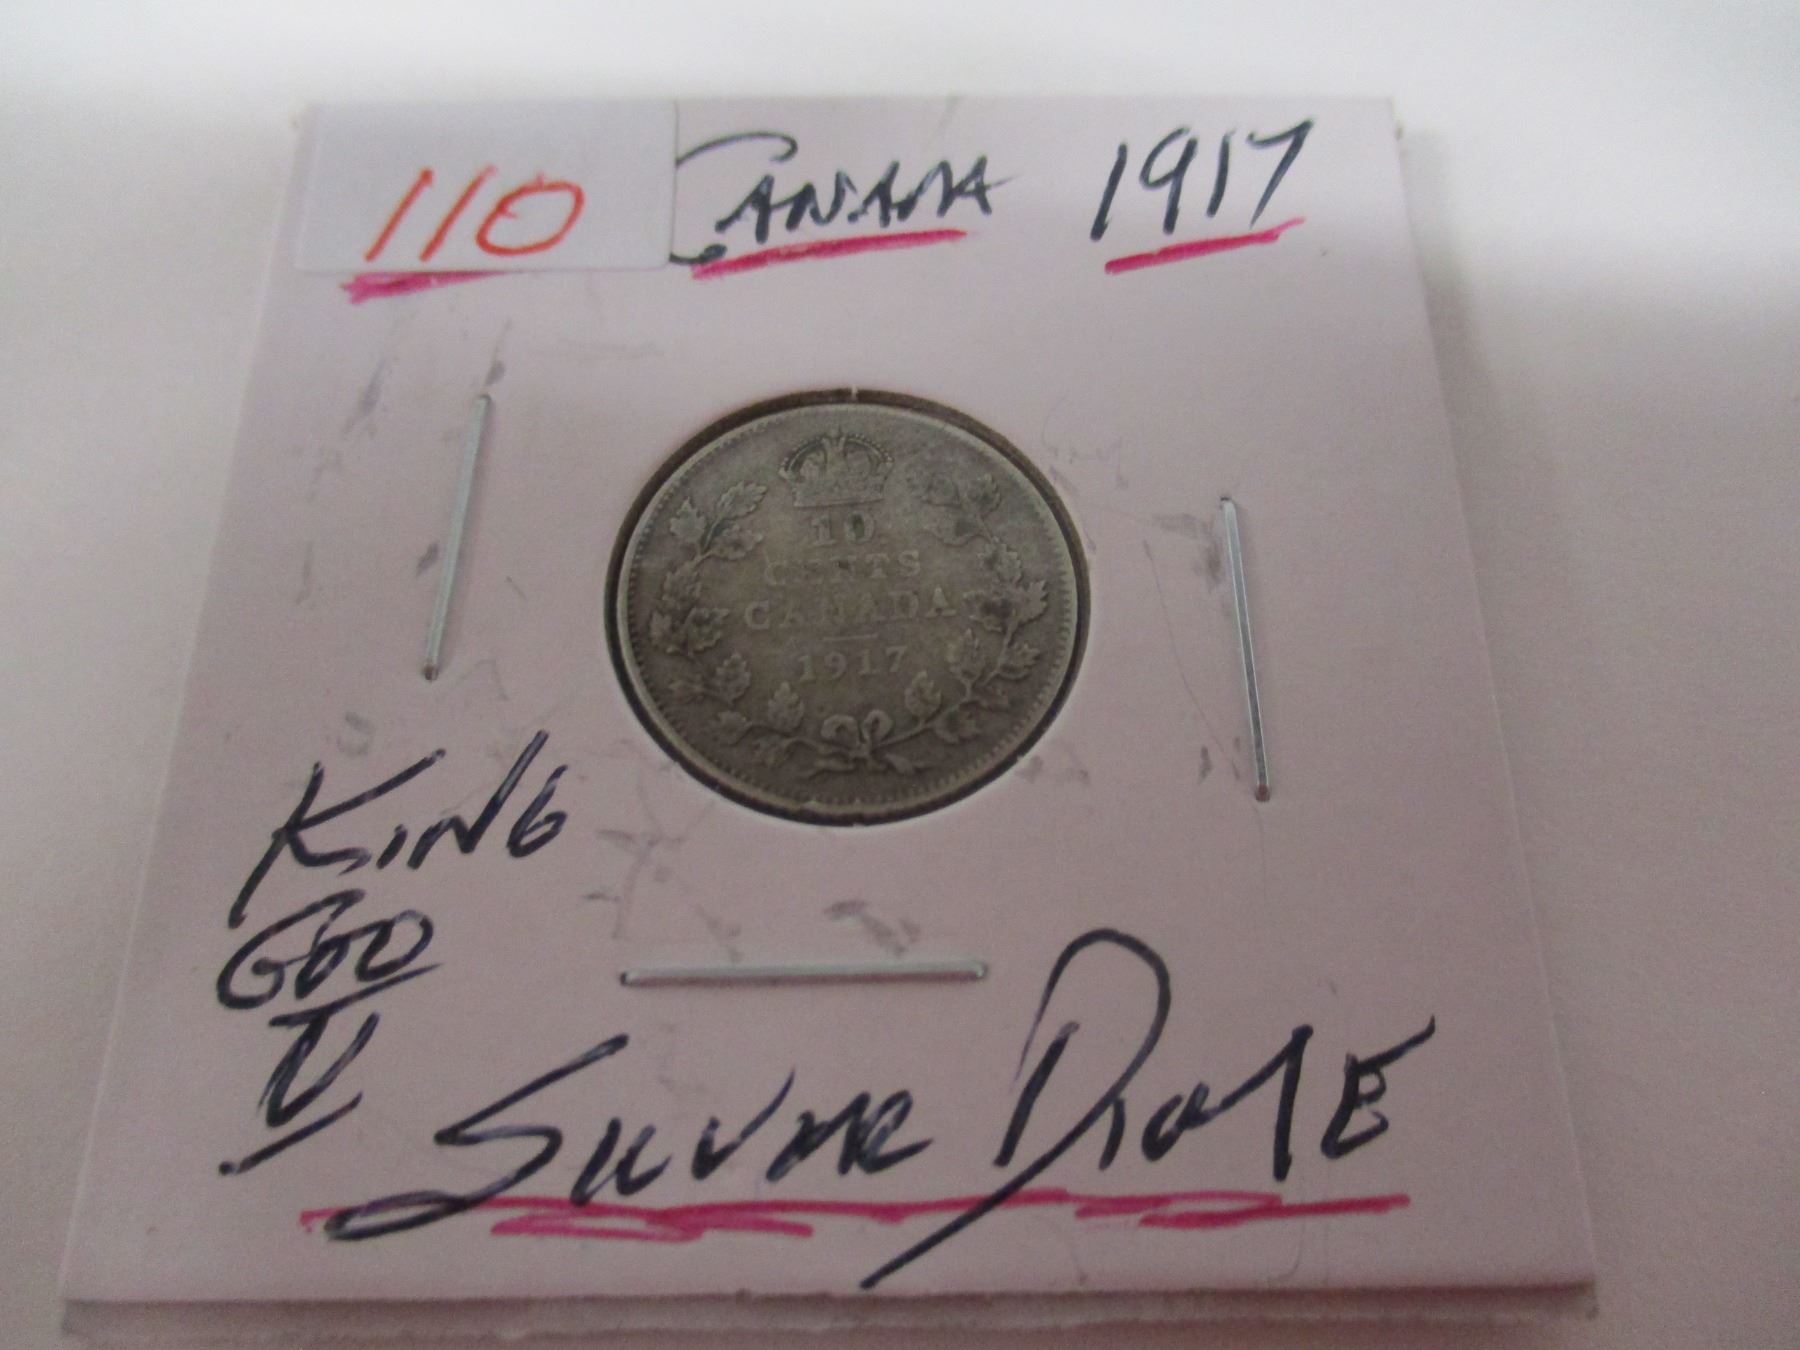 110 CANADA 1917
10
CENTS
CANADA
1917
KING
GEO
V
SILVER DIME